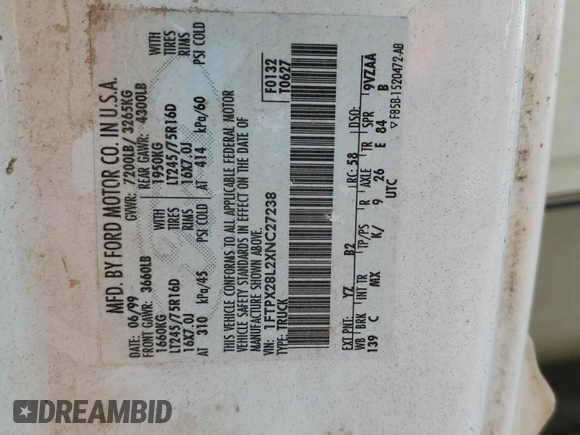 MFD. BY FORD MOTOR CO. IN U.S.A.
DATE: 06/99 GVWR: 7200LB/ 3265KG
FRONT GAWR: 3660LB REAR GAWR: 4300LB
1660KG WITH 1950KG WITH
LT245/75R16D TIRES LT245/75R16D TIRES
16X7.0J RIMS 16X7.0J RIMS
AT 310 kPa/45 PSI COLD AT 414 kPa/60 PSI COLD
THIS VEHICLE CONFORMS TO ALL APPLICABLE FEDERAL MOTOR
VEHICLE SAFETY STANDARDS IN EFFECT ON THE DATE OF
MANUFACTURE SHOWN ABOVE.
VIN: 1FTPX28L2XNC27238
TYPE: TRUCK
F0132
T0627
EXT PNT: YZ B2 RC: 58 DSO:
WB BRK INT TR TP/PS R AXLE TR SPR
139 C MX K/ 9 26 E 84 B 9VZAA
UTC
▽ F85B-1520472-AB
DREAMBID